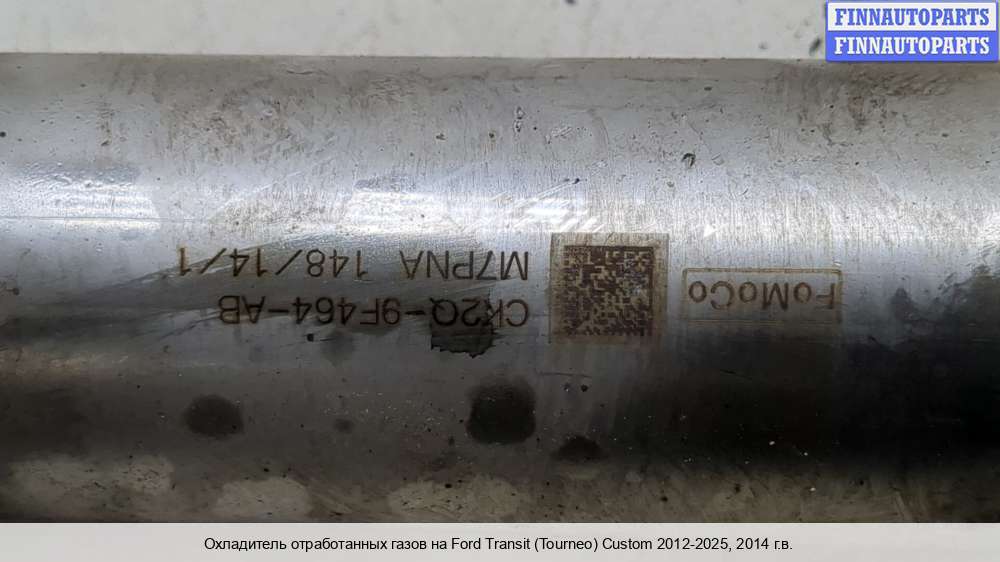 FINNAUTOPARTS
FINNAUTOPARTS
FoMoCo
CK2Q-9F464-AB
M7PNA 148/14/1
Охладитель отработанных газов на Ford Transit (Tourneo) Custom 2012-2025, 2014 г.в.